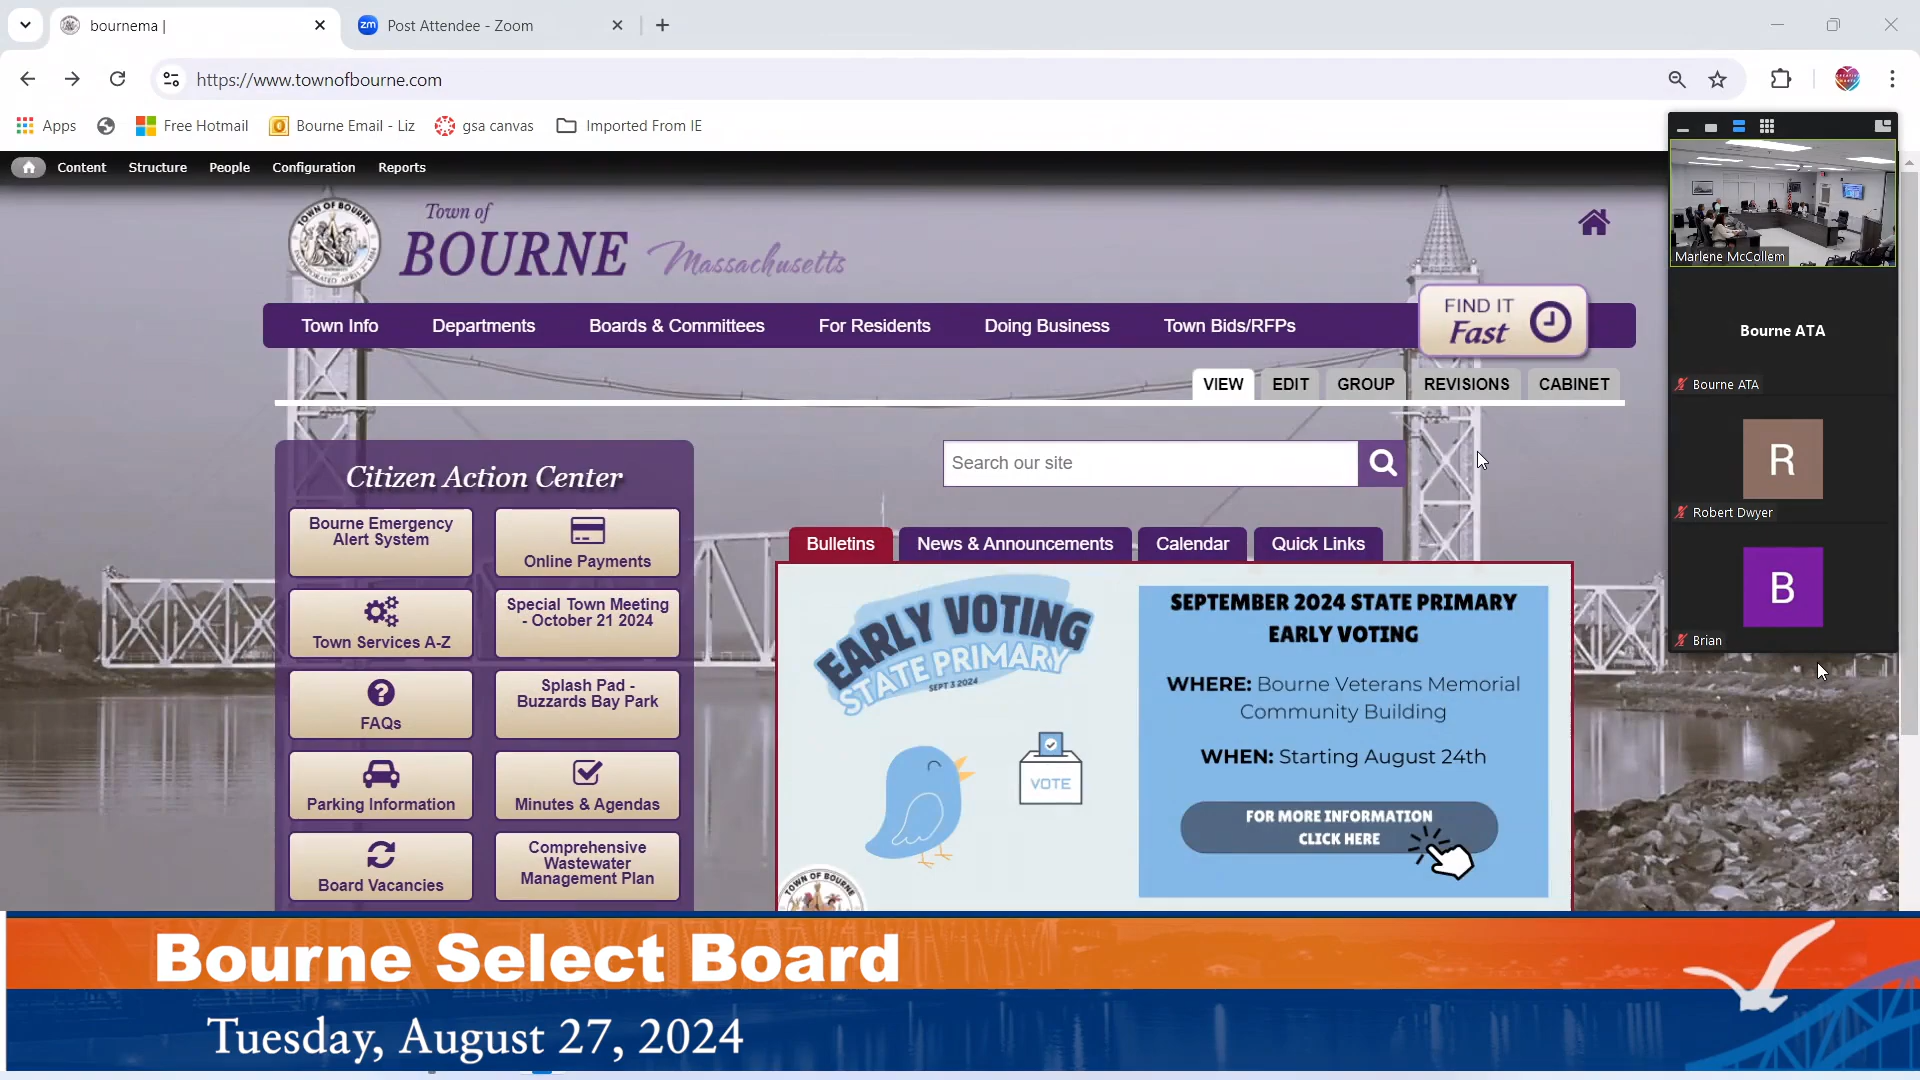 bournema |
Post Attendee - Zoom
https://www.townofbourne.com
Apps
Free Hotmail
Bourne Email - Liz
gsa canvas
Imported From IE
Content
Structure
People
Configuration
Reports
TOWN OF BOURNE
Town of
BOURNE
Massachusetts
FIND IT
Fast
Town Info
Departments
Boards & Committees
For Residents
Doing Business
Town Bids/RFPs
VIEW
EDIT
GROUP
REVISIONS
CABINET
Citizen Action Center
Search our site
Bourne Emergency
Alert System
Online Payments
Town Services A-Z
Special Town Meeting
- October 21 2024
FAQs
Splash Pad -
Buzzards Bay Park
Parking Information
Minutes & Agendas
Board Vacancies
Comprehensive
Wastewater
Management Plan
Bulletins
News & Announcements
Calendar
Quick Links
EARLY VOTING
STATE PRIMARY
SEPT 3 2024
VOTE
TOWN OF BOURNE
SEPTEMBER 2024 STATE PRIMARY
EARLY VOTING
WHERE: Bourne Veterans Memorial
Community Building
WHEN: Starting August 24th
FOR MORE INFORMATION
CLICK HERE
Marlene McCollem
Bourne ATA
Bourne ATA
R
Robert Dwyer
B
Brian
Bourne Select Board
Tuesday, August 27, 2024